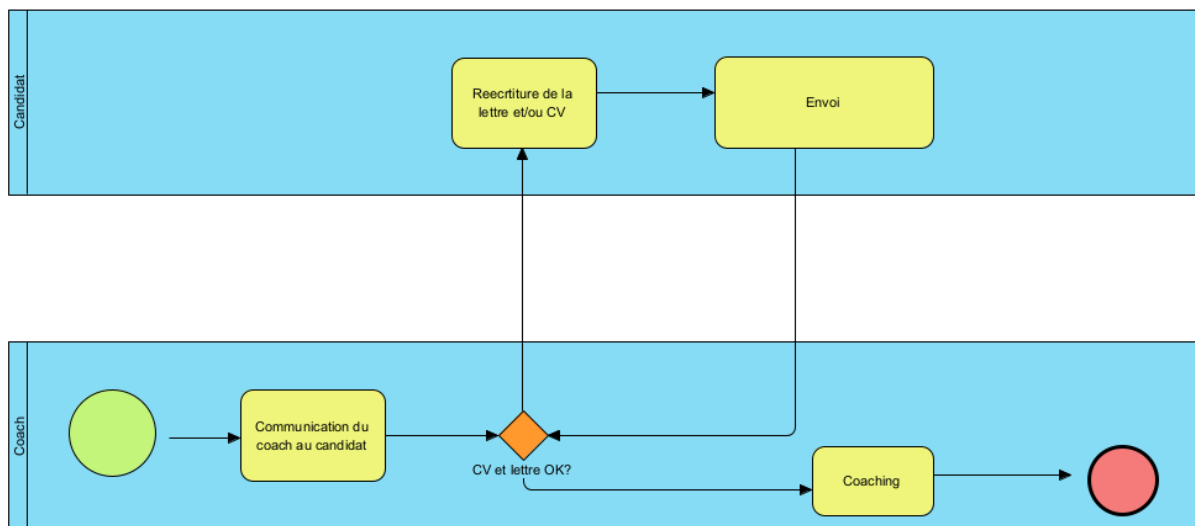 Candidat
Reecrtiture de la
lettre et/ou CV
Envoi
Coach
Communication du
coach au candidat
CV et lettre OK?
Coaching